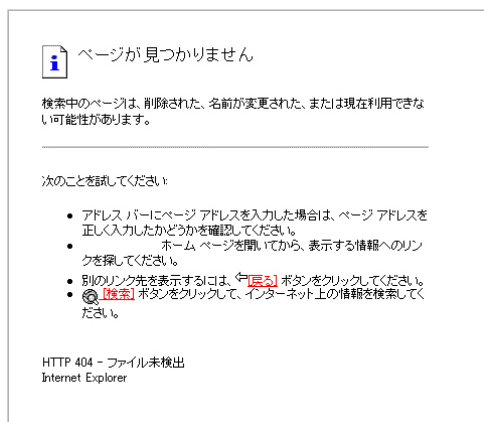 ページが見つかりません
検索中のページは、削除された、名前が変更された、または現在利用できな
い可能性があります。
次のことを試してください:
アドレス バーにページ アドレスを入力した場合は、ページ アドレスを
正しく入力したかどうかを確認してください。
ホーム ページを開いてから、表示する情報へのリン
クを探してください。
別のリンク先を表示するには、[戻る] ボタンをクリックしてください。
[検索] ボタンをクリックして、インターネット上の情報を検索してく
ださい。
HTTP 404 - ファイル未検出
Internet Explorer